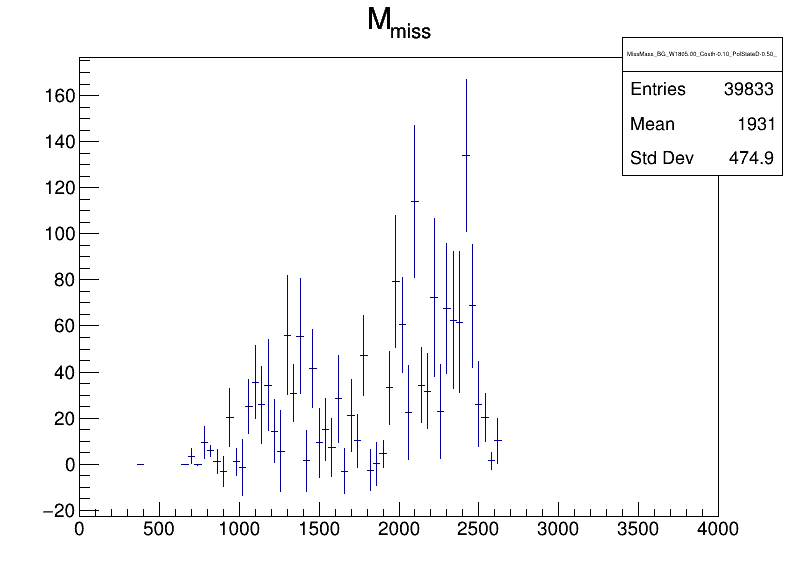 M_miss
MissMass_BG_W1805.00_Costh-0.10_PolStateD-0.50_
Entries 39833
Mean 1931
Std Dev 474.9
160
140
120
100
80
60
40
20
0
−20
0 500 1000 1500 2000 2500 3000 3500 4000